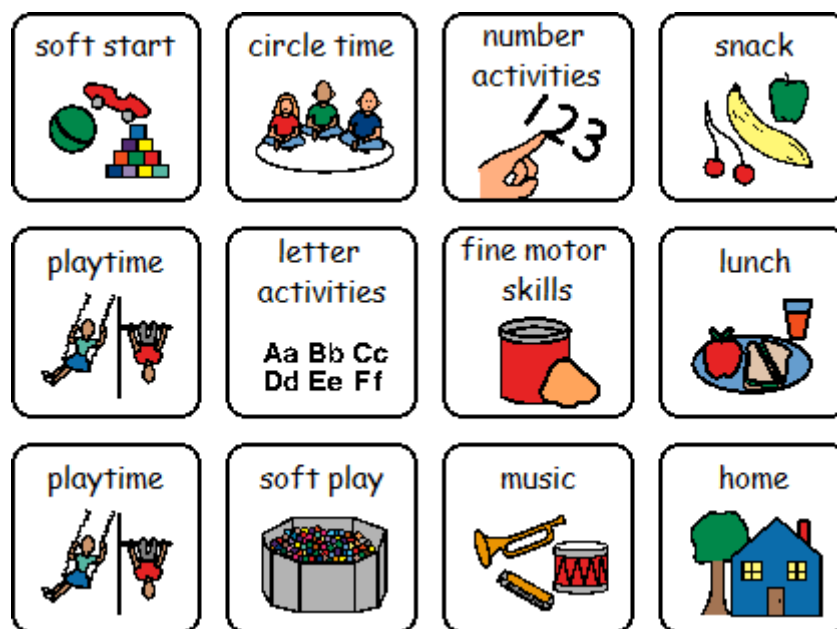 soft start
circle time
number
activities
123
snack
playtime
letter
activities
Aa Bb Cc
Dd Ee Ff
fine motor
skills
lunch
playtime
soft play
music
home